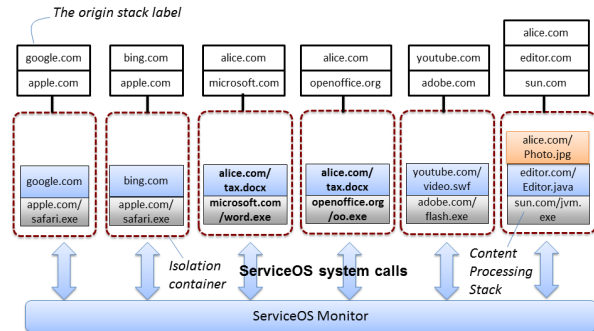 The origin stack label
google.com
apple.com
bing.com
apple.com
alice.com
microsoft.com
alice.com
openoffice.org
youtube.com
adobe.com
alice.com
editor.com
sun.com
google.com
apple.com/
safari.exe
bing.com
apple.com/
safari.exe
alice.com/
tax.docx
microsoft.com
/word.exe
alice.com/
tax.docx
openoffice.org
/oo.exe
youtube.com/
video.swf
adobe.com/
flash.exe
alice.com/
Photo.jpg
editor.com/
Editor.java
sun.com/jvm.
exe
Isolation
container
ServiceOS system calls
Content
Processing
Stack
ServiceOS Monitor